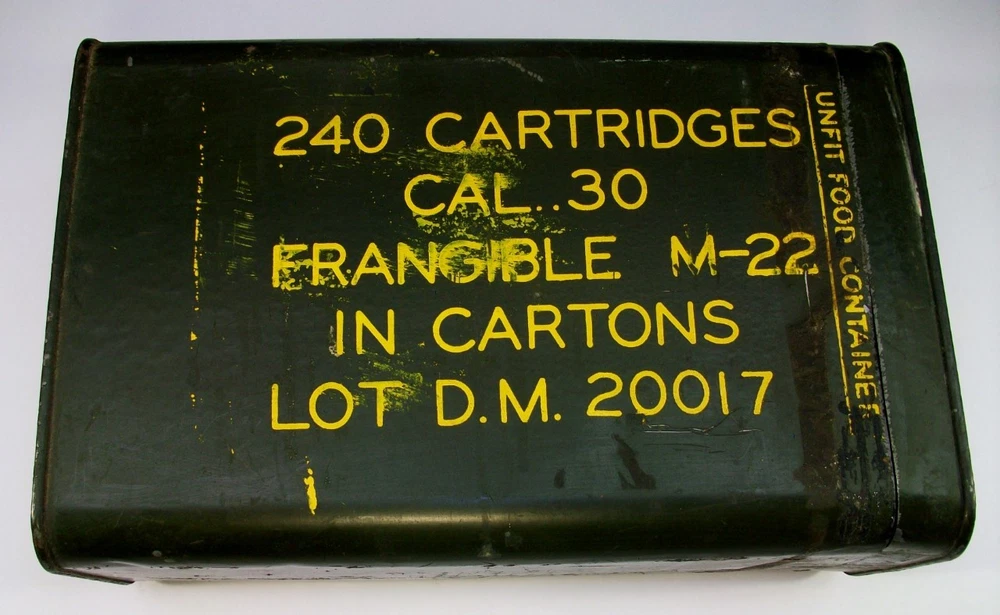 240 CARTRIDGES
CAL..30
FRANGIBLE M-22
IN CARTONS
LOT D.M. 20017
UNFIT FOOD CONTAINER